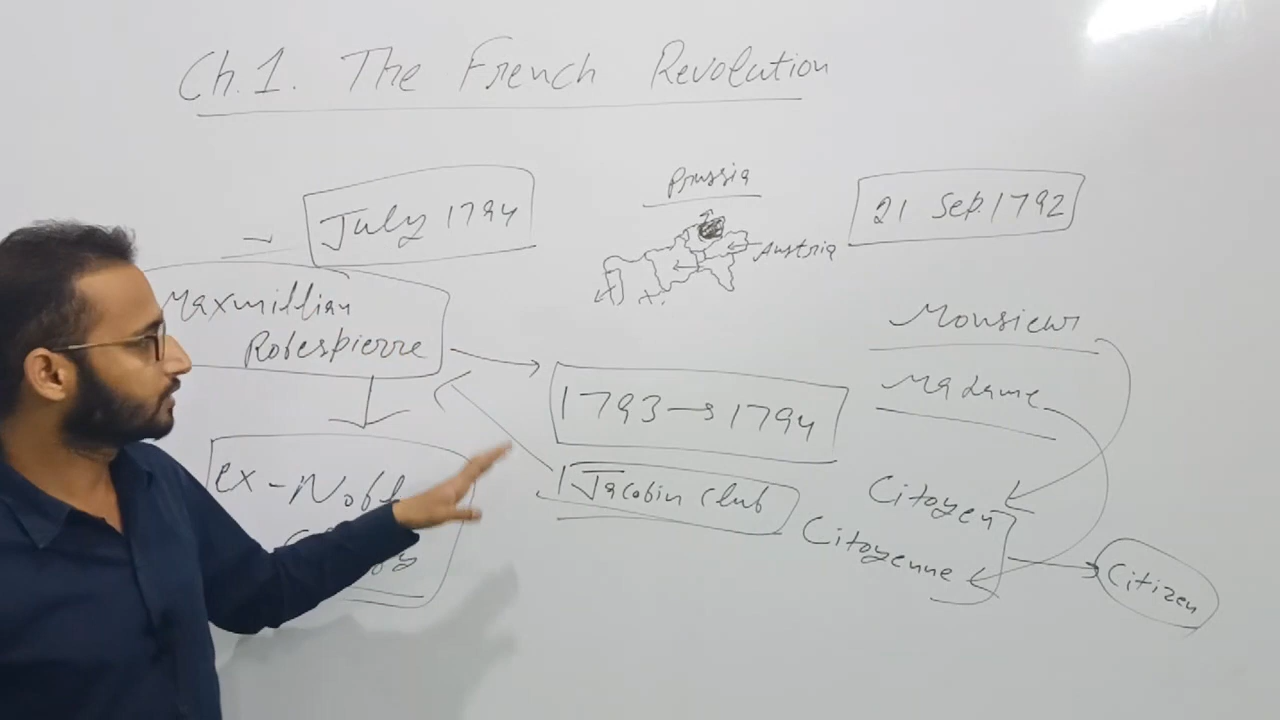 Ch.1. The French Revolution
July 1794
Prussia
Austria
21 Sep. 1792
Maxmillian
Robespierre
1793 → 1794
Jacobin Club
ex-
Monsieur
Madame
Citoyen
Citoyenne
Citizen